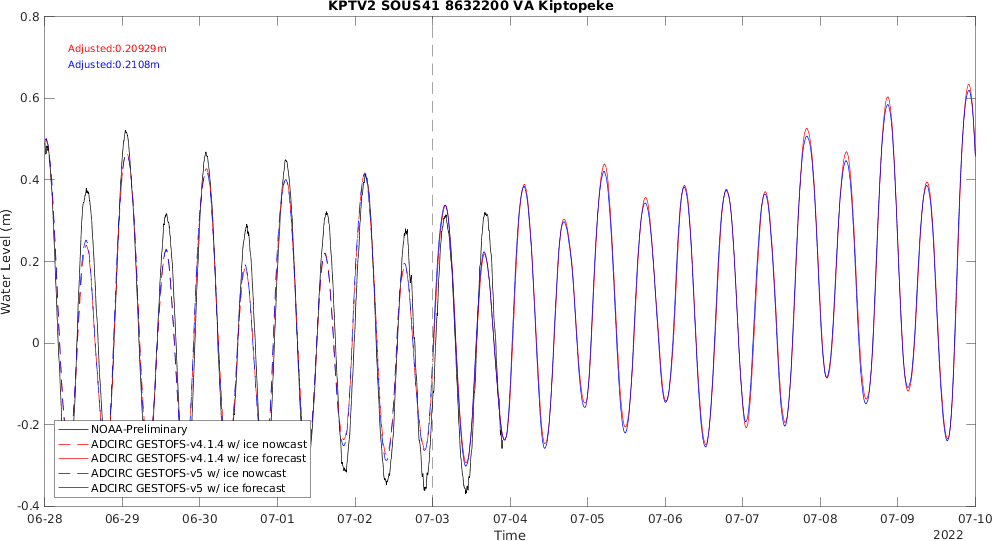 KPTV2 SOUS41 8632200 VA Kiptopeke
Adjusted:0.20929m
Adjusted:0.2108m
0.8
0.6
0.4
0.2
0
-0.2
-0.4
Water Level (m)
NOAA-Preliminary
ADCIRC GESTOFS-v4.1.4 w/ ice nowcast
ADCIRC GESTOFS-v4.1.4 w/ ice forecast
ADCIRC GESTOFS-v5 w/ ice nowcast
ADCIRC GESTOFS-v5 w/ ice forecast
06-28 06-29 06-30 07-01 07-02 07-03 07-04 07-05 07-06 07-07 07-08 07-09 07-10
Time
2022